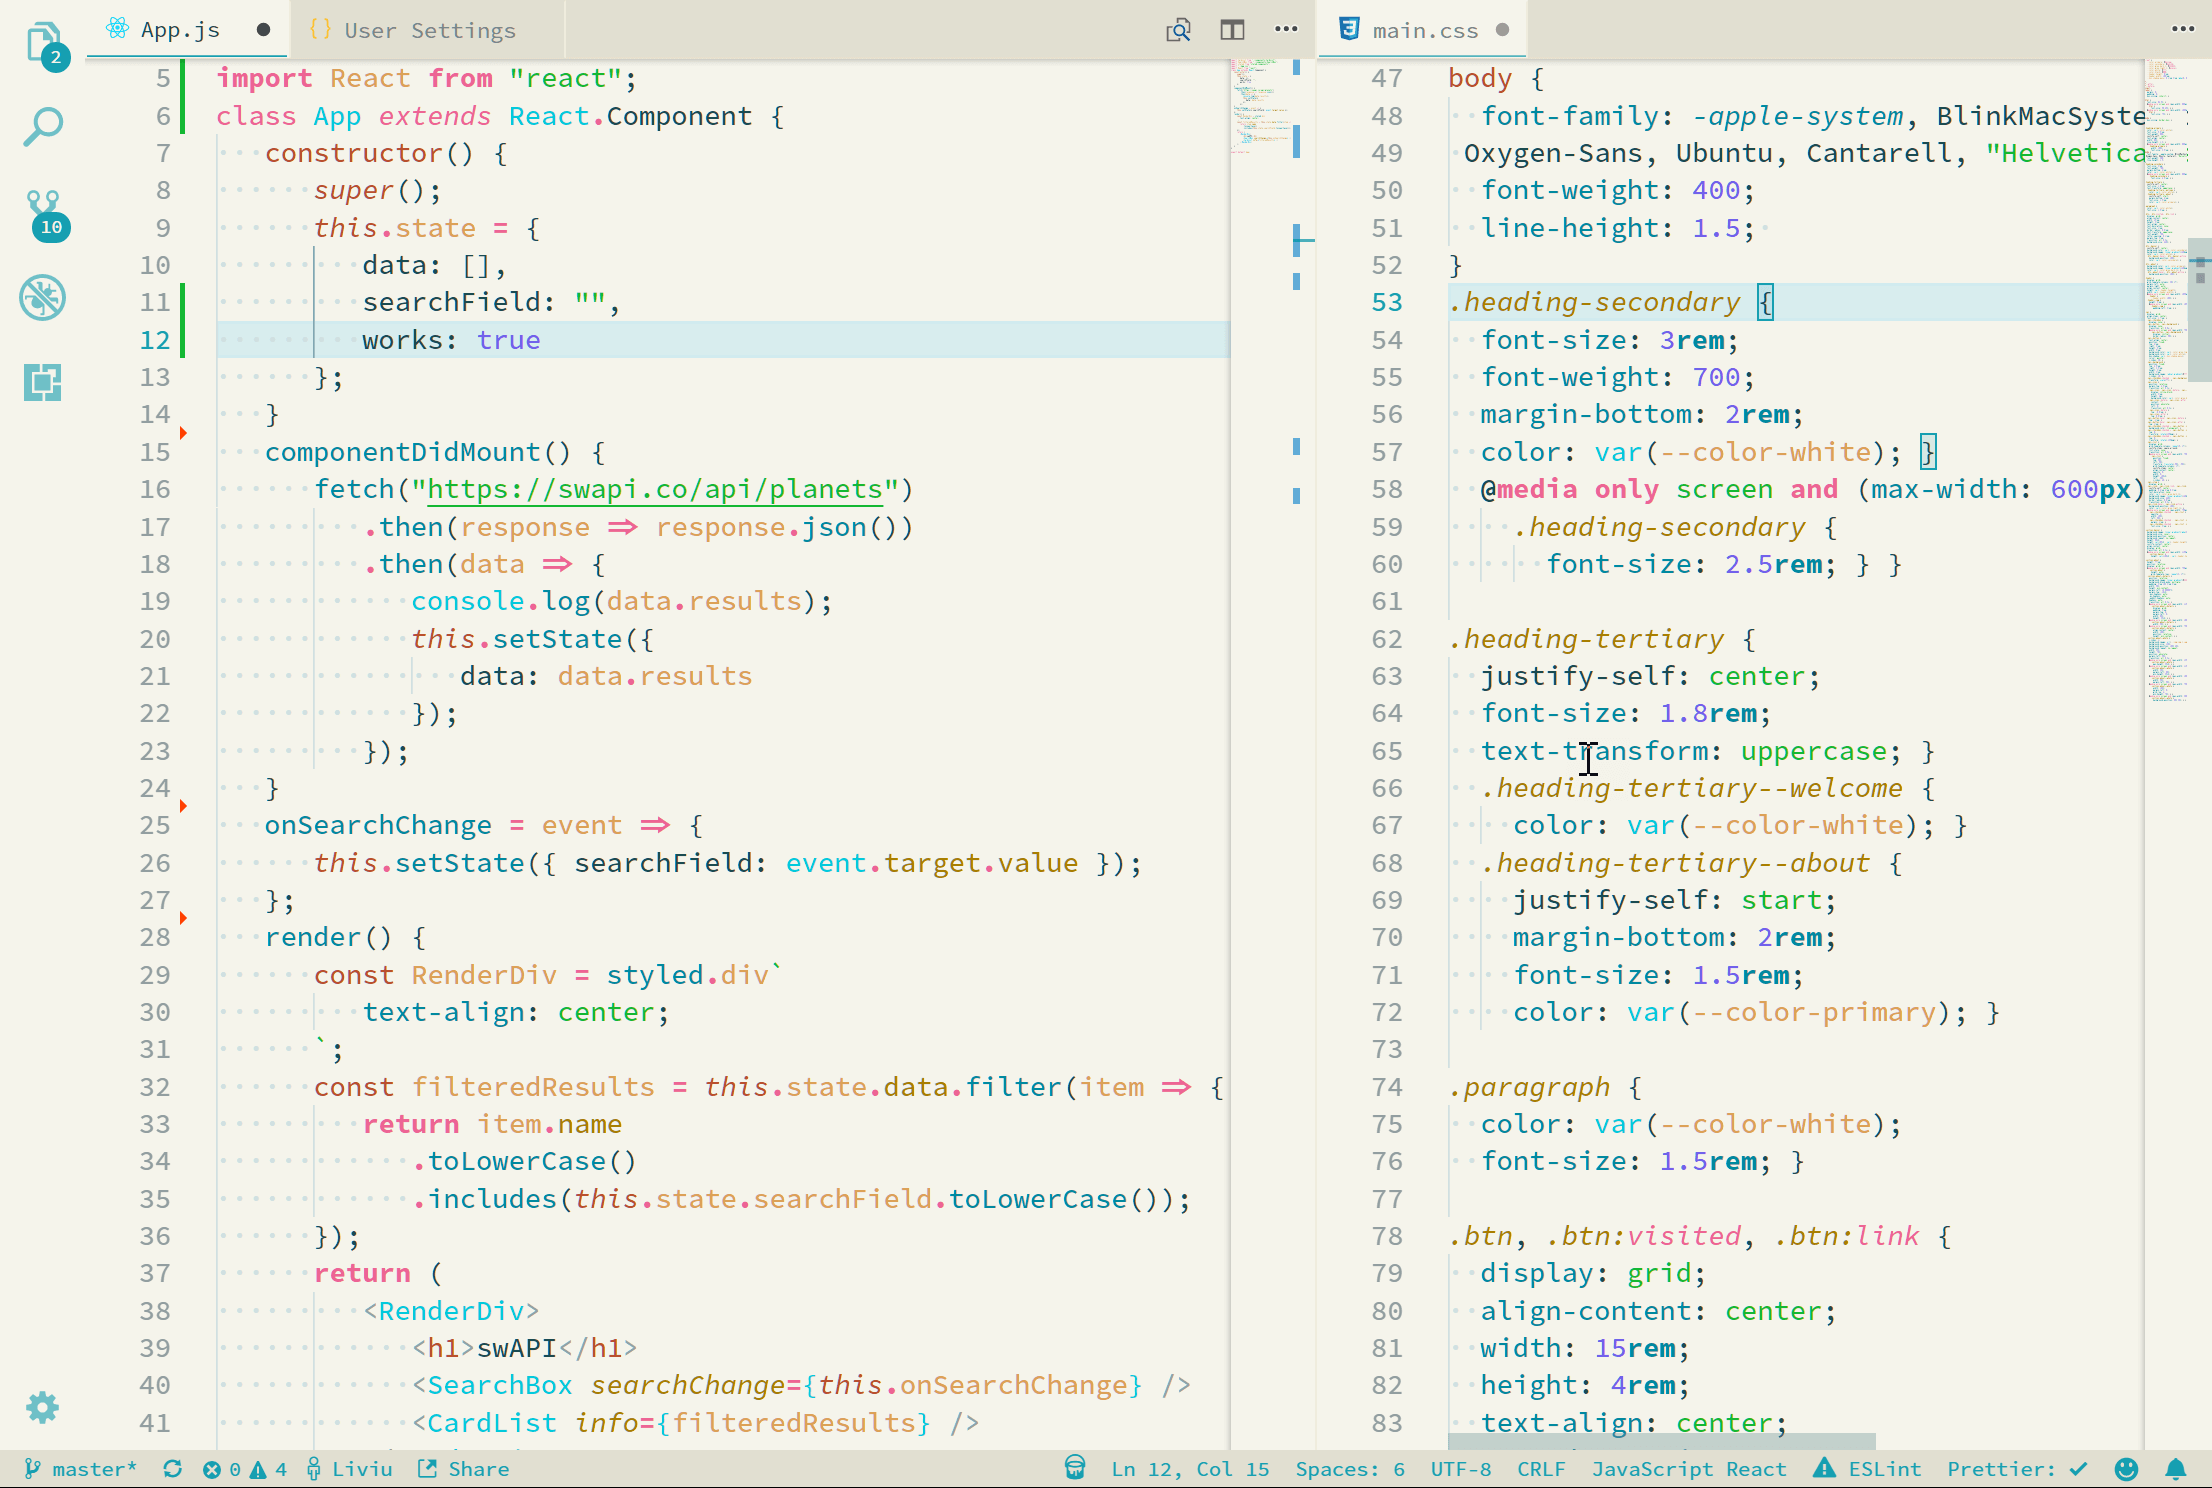 2
10
App.js
{} User Settings
5 import React from "react";
6 class App extends React.Component {
7 constructor() {
8 super();
9 this.state = {
10 data: [],
11 searchField: "",
12 works: true
13 };
14 }
15 componentDidMount() {
16 fetch("https://swapi.co/api/planets")
17 .then(response => response.json())
18 .then(data => {
19 console.log(data.results);
20 this.setState({
21 data: data.results
22 });
23 });
24 }
25 onSearchChange = event => {
26 this.setState({ searchField: event.target.value });
27 };
28 render() {
29 const RenderDiv = styled.div`
30 text-align: center;
31 `;
32 const filteredResults = this.state.data.filter(item => {
33 return item.name
34 .toLowerCase()
35 .includes(this.state.searchField.toLowerCase());
36 });
37 return (
38 <RenderDiv>
39 <h1>swAPI</h1>
40 <SearchBox searchChange={this.onSearchChange} />
41 <CardList info={filteredResults} />
main.css
47 body {
48 font-family: -apple-system, BlinkMacSyste
49 Oxygen-Sans, Ubuntu, Cantarell, "Helvetica
50 font-weight: 400;
51 line-height: 1.5;
52 }
53 .heading-secondary {
54 font-size: 3rem;
55 font-weight: 700;
56 margin-bottom: 2rem;
57 color: var(--color-white); }
58 @media only screen and (max-width: 600px)
59 .heading-secondary {
60 font-size: 2.5rem; } }
61
62 .heading-tertiary {
63 justify-self: center;
64 font-size: 1.8rem;
65 text-transform: uppercase; }
66 .heading-tertiary--welcome {
67 color: var(--color-white); }
68 .heading-tertiary--about {
69 justify-self: start;
70 margin-bottom: 2rem;
71 font-size: 1.5rem;
72 color: var(--color-primary); }
73
74 .paragraph {
75 color: var(--color-white);
76 font-size: 1.5rem; }
77
78 .btn, .btn:visited, .btn:link {
79 display: grid;
80 align-content: center;
81 width: 15rem;
82 height: 4rem;
83 text-align: center;
master* 0 4 Liviu Share Ln 12, Col 15 Spaces: 6 UTF-8 CRLF JavaScript React ESLint Prettier: ✓